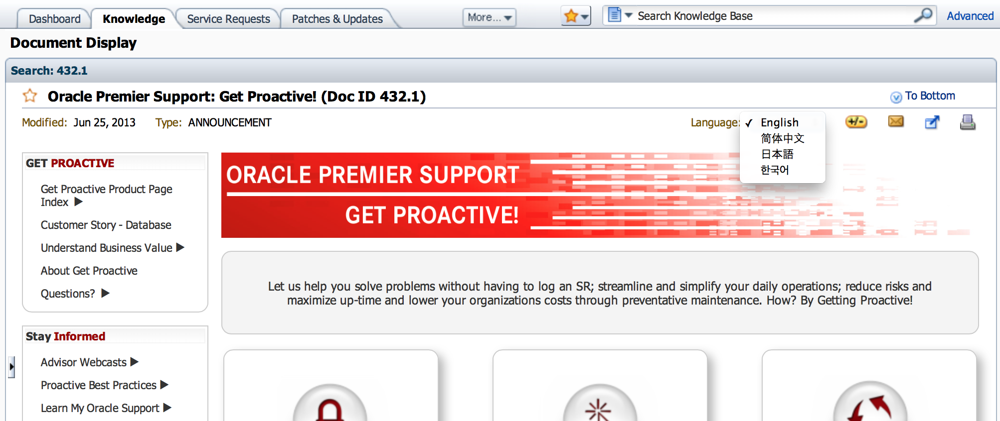 Dashboard
Knowledge
Service Requests
Patches & Updates
More...
Search Knowledge Base
Advanced
Document Display
Search: 432.1
Oracle Premier Support: Get Proactive! (Doc ID 432.1)
To Bottom
Modified: Jun 25, 2013 Type: ANNOUNCEMENT
Language:
✓ English
简体中文
日本語
한국어
+/-
GET PROACTIVE
Get Proactive Product Page
Index
Customer Story - Database
Understand Business Value
About Get Proactive
Questions?
Stay Informed
Advisor Webcasts
Proactive Best Practices
Learn My Oracle Support
ORACLE PREMIER SUPPORT
GET PROACTIVE!
Let us help you solve problems without having to log an SR; streamline and simplify your daily operations; reduce risks and
maximize up-time and lower your organizations costs through preventative maintenance. How? By Getting Proactive!